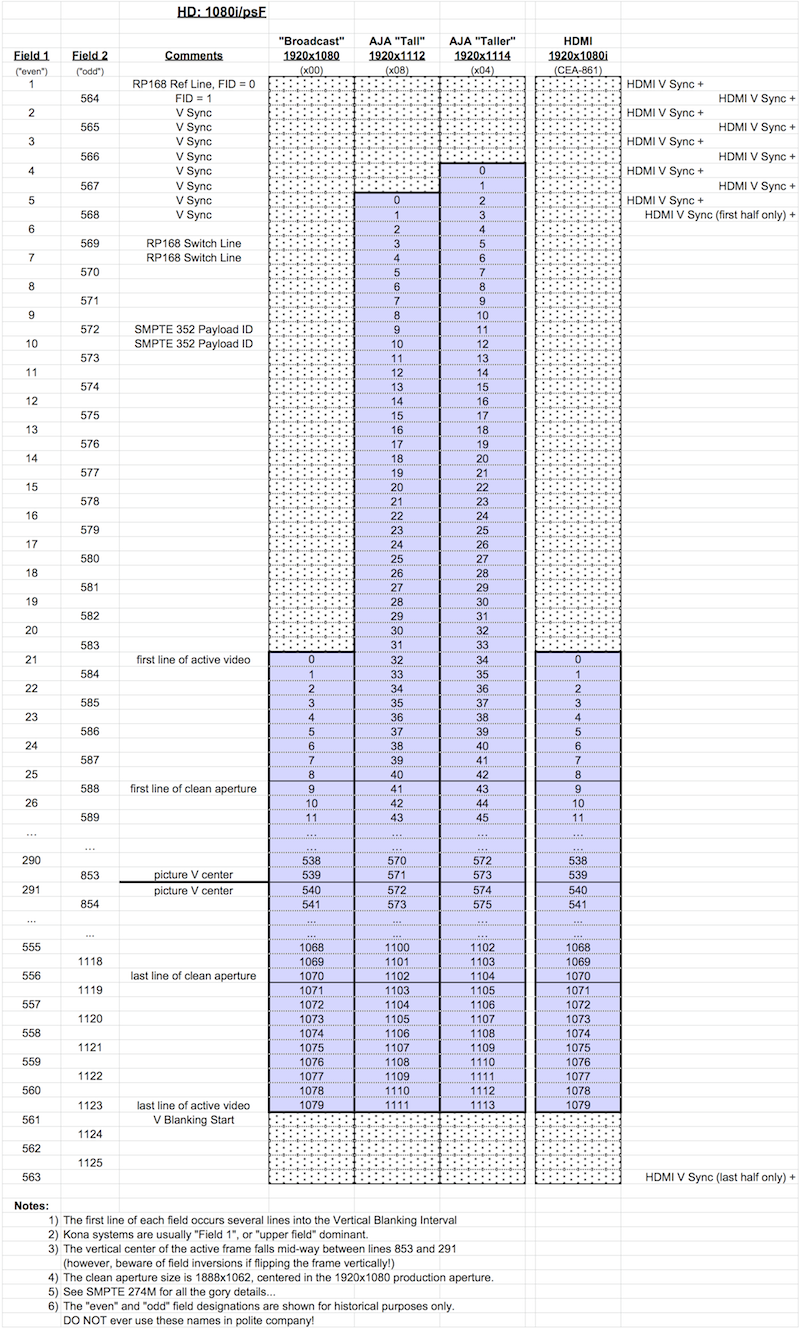 HD: 1080i/psF
"Broadcast" AJA "Tall" AJA "Taller" HDMI
Field 1 Field 2 Comments 1920x1080 1920x1112 1920x1114 1920x1080i
("even") ("odd") (x00) (x08) (x04) (CEA-861)
1 RP168 Ref Line, FID = 0 HDMI V Sync +
564 FID = 1 HDMI V Sync +
2 V Sync HDMI V Sync +
565 V Sync HDMI V Sync +
3 V Sync HDMI V Sync +
566 V Sync HDMI V Sync +
4 V Sync 0 HDMI V Sync +
567 V Sync 1 HDMI V Sync +
5 V Sync 0 2 HDMI V Sync +
568 V Sync 1 3 HDMI V Sync (first half only) +
6 2 4
569 RP168 Switch Line 3 5
7 RP168 Switch Line 4 6
570 5 7
8 6 8
571 7 9
9 8 10
572 SMPTE 352 Payload ID 9 11
10 SMPTE 352 Payload ID 10 12
573 11 13
11 12 14
574 13 15
12 14 16
575 15 17
13 16 18
576 17 19
14 18 20
577 19 21
15 20 22
578 21 23
16 22 24
579 23 25
17 24 26
580 25 27
18 26 28
581 27 29
19 28 30
582 29 31
20 30 32
583 31 33
21 first line of active video 0 32 34 0
584 1 33 35 1
22 2 34 36 2
585 3 35 37 3
23 4 36 38 4
586 5 37 39 5
24 6 38 40 6
587 7 39 41 7
25 8 40 42 8
588 first line of clean aperture 9 41 43 9
26 10 42 44 10
589 11 43 45 11
... ... ... ... ...
... ... ... ... ...
290 538 570 572 538
853 picture V center 539 571 573 539
291 picture V center 540 572 574 540
854 541 573 575 541
... ... ... ... ...
... ... ... ... ...
555 1068 1100 1102 1068
1118 1069 1101 1103 1069
556 last line of clean aperture 1070 1102 1104 1070
1119 1071 1103 1105 1071
557 1072 1104 1106 1072
1120 1073 1105 1107 1073
558 1074 1106 1108 1074
1121 1075 1107 1109 1075
559 1076 1108 1110 1076
1122 1077 1109 1111 1077
560 1078 1110 1112 1078
1123 last line of active video 1079 1111 1113 1079
561 V Blanking Start
1124
562
1125
563 HDMI V Sync (last half only) +
Notes:
1) The first line of each field occurs several lines into the Vertical Blanking Interval
2) Kona systems are usually "Field 1", or "upper field" dominant.
3) The vertical center of the active frame falls mid-way between lines 853 and 291
(however, beware of field inversions if flipping the frame vertically!)
4) The clean aperture size is 1888x1062, centered in the 1920x1080 production aperture.
5) See SMPTE 274M for all the gory details...
6) The "even" and "odd" field designations are shown for historical purposes only.
DO NOT ever use these names in polite company!